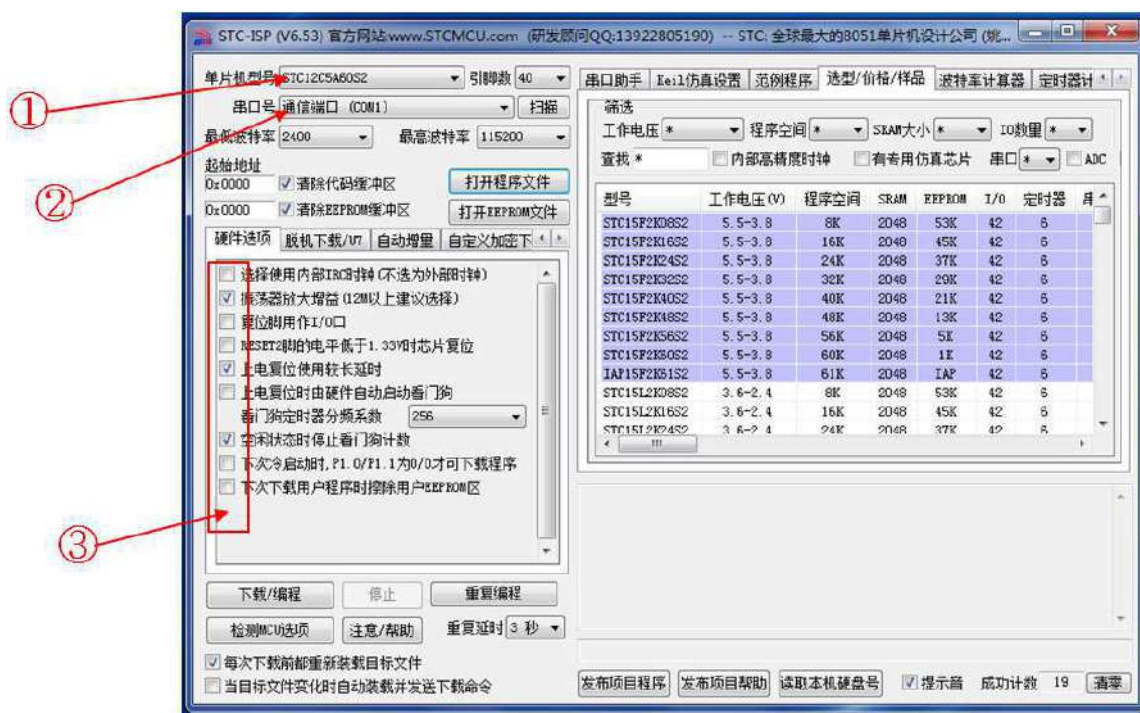 STC-ISP (V6.53) 官方网站:www.STCMCU.com (研发顾问QQ:13922805190) -- STC: 全球最大的8051单片机设计公司 (姚...
单片机型号 STC12C5A60S2 引脚数 40
串口号 通信端口 (COM1) 扫描
最低波特率 2400 最高波特率 115200
起始地址
0x0000 清除代码缓冲区 打开程序文件
0x0000 清除EEPROM缓冲区 打开EEPROM文件
硬件选项 脱机下载/U7 自动增量 自定义加密下
选择使用内部IRC时钟(不选为外部时钟)
振荡器放大增益(12M以上建议选择)
复位脚用作I/O口
RESET2脚的电平低于1.33V时芯片复位
上电复位使用较长延时
上电复位时由硬件自动启动看门狗
看门狗定时器分频系数 256
空闲状态时停止看门狗计数
下次冷启动时,P1.0/P1.1为0/0才可下载程序
下次下载用户程序时擦除用户EEPROM区
①
②
③
下载/编程 停止 重复编程
检测MCU选项 注意/帮助 重复延时 3 秒
每次下载前都重新装载目标文件
当目标文件变化时自动装载并发送下载命令
串口助手 Keil仿真设置 范例程序 选型/价格/样品 波特率计算器 定时器计
筛选
工作电压 * 程序空间 * SRAM大小 * IO数里 *
查找 * 内部高精度时钟 有专用仿真芯片 串口 * ADC
型号 工作电压(V) 程序空间 SRAM EEPROM I/O 定时器
STC15F2K08S2 5.5-3.8 8K 2048 53K 42 6
STC15F2K16S2 5.5-3.8 16K 2048 45K 42 6
STC15F2K24S2 5.5-3.8 24K 2048 37K 42 6
STC15F2K32S2 5.5-3.8 32K 2048 29K 42 6
STC15F2K40S2 5.5-3.8 40K 2048 21K 42 6
STC15F2K48S2 5.5-3.8 48K 2048 13K 42 6
STC15F2K56S2 5.5-3.8 56K 2048 5K 42 6
STC15F2K60S2 5.5-3.8 60K 2048 1K 42 6
IAP15F2K61S2 5.5-3.8 61K 2048 IAP 42 6
STC15L2K08S2 3.6-2.4 8K 2048 53K 42 6
STC15L2K16S2 3.6-2.4 16K 2048 45K 42 6
STC15L2K24S2 3.6-2.4 24K 2048 37K 42 6
发布项目程序 发布项目帮助 读取本机硬盘号 提示音 成功计数 19 清零